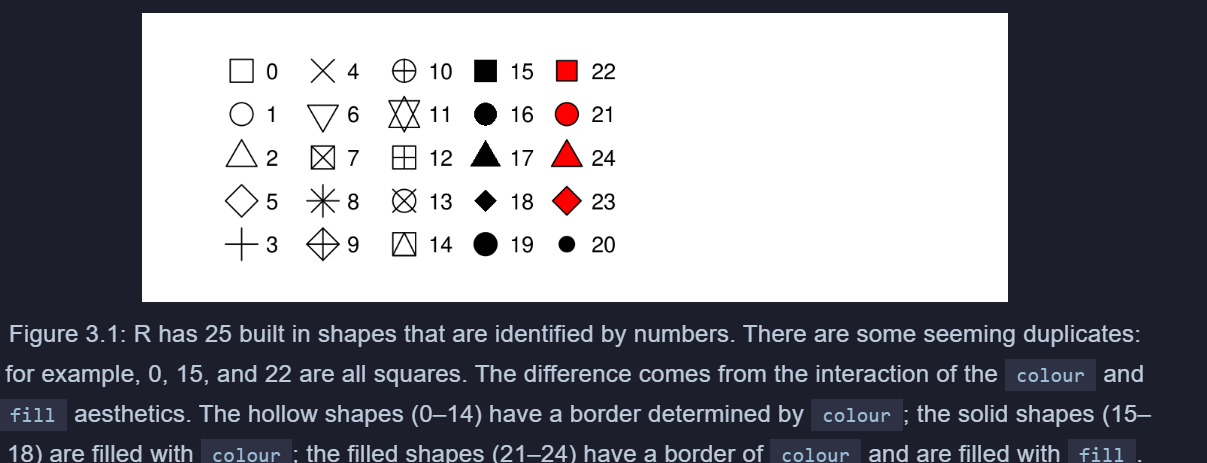 0 4 10 15 22
1 6 11 16 21
2 7 12 17 24
5 8 13 18 23
3 9 14 19 20
Figure 3.1: R has 25 built in shapes that are identified by numbers. There are some seeming duplicates:
for example, 0, 15, and 22 are all squares. The difference comes from the interaction of the colour and
fill aesthetics. The hollow shapes (0–14) have a border determined by colour ; the solid shapes (15–
18) are filled with colour ; the filled shapes (21–24) have a border of colour and are filled with fill .